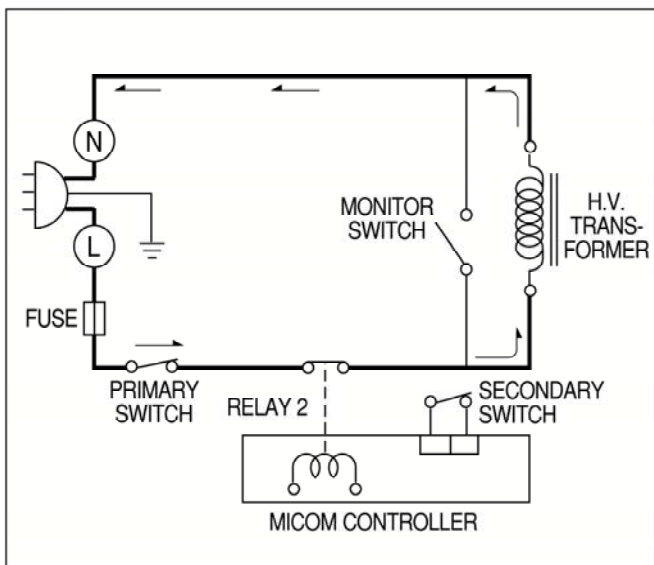 N
MONITOR
SWITCH
H.V.
TRANS-
FORMER
L
FUSE
PRIMARY
SWITCH
RELAY 2
SECONDARY
SWITCH
MICOM CONTROLLER